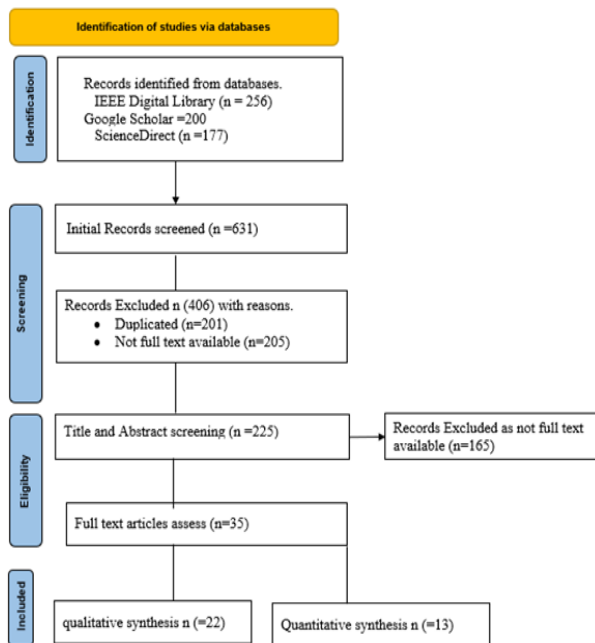 Identification of studies via databases
Identification
Records identified from databases.
IEEE Digital Library (n = 256)
Google Scholar =200
ScienceDirect (n =177)
Screening
Initial Records screened (n =631)
Records Excluded n (406) with reasons.
• Duplicated (n=201)
• Not full text available (n=205)
Eligibility
Title and Abstract screening (n =225)
Records Excluded as not full text
available (n=165)
Full text articles assess (n=35)
Included
qualitative synthesis n (=22)
Quantitative synthesis n (=13)